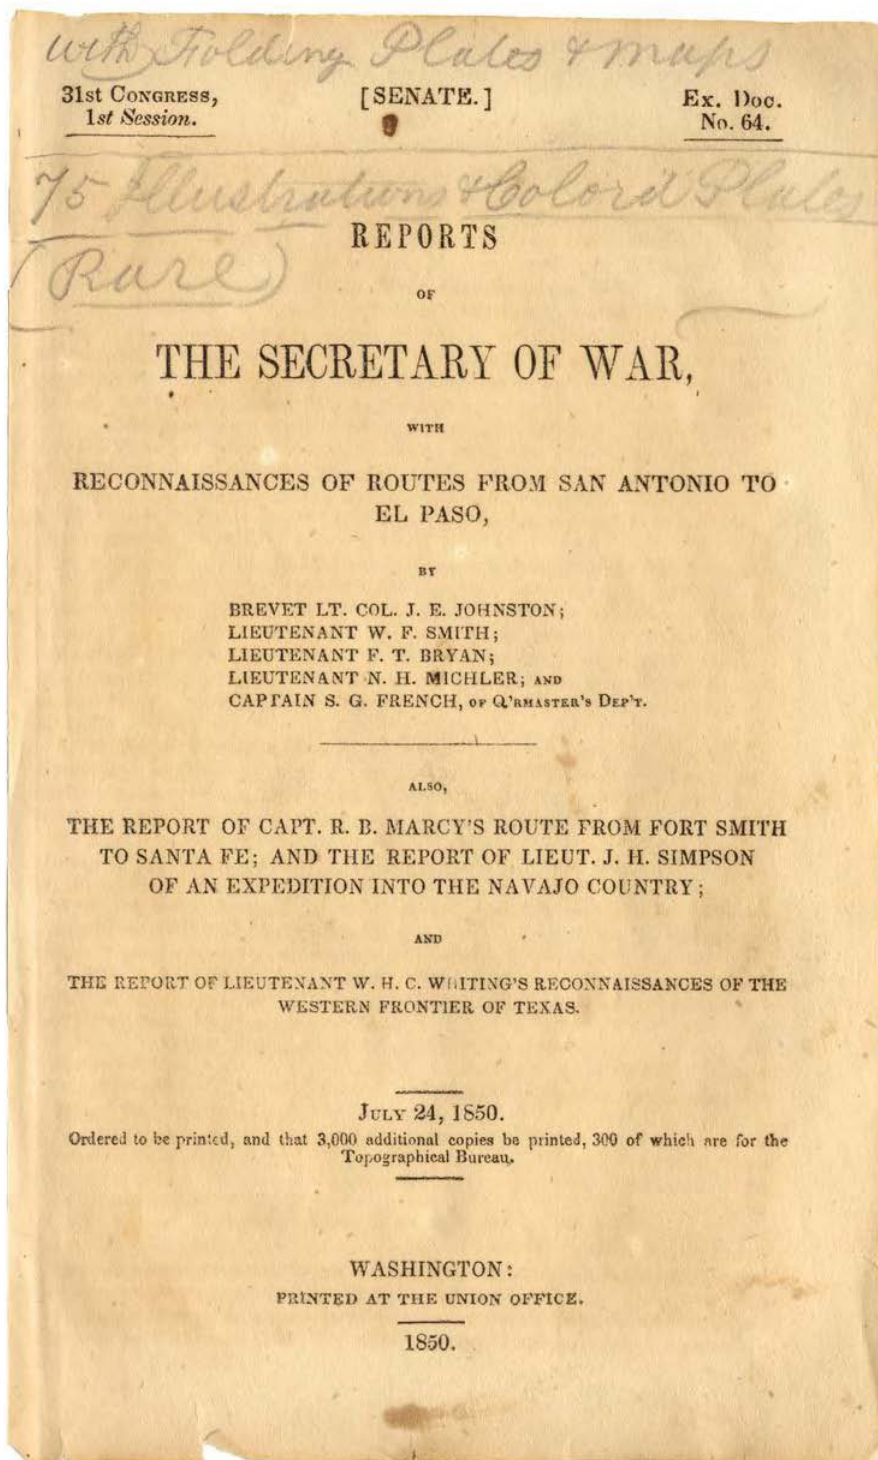 with Folding Plates & maps
31st Congress,
1st Session.
[SENATE.]
Ex. Doc.
No. 64.
75 Illustrations & Colord Plates
(Rare)
REPORTS
OF
THE SECRETARY OF WAR,
WITH
RECONNAISSANCES OF ROUTES FROM SAN ANTONIO TO
EL PASO,
BY
BREVET LT. COL. J. E. JOHNSTON;
LIEUTENANT W. F. SMITH;
LIEUTENANT F. T. BRYAN;
LIEUTENANT N. H. MICHLER; AND
CAPTAIN S. G. FRENCH, OF Q'RMASTER'S DEP'T.
ALSO,
THE REPORT OF CAPT. R. B. MARCY'S ROUTE FROM FORT SMITH
TO SANTA FE; AND THE REPORT OF LIEUT. J. H. SIMPSON
OF AN EXPEDITION INTO THE NAVAJO COUNTRY;
AND
THE REPORT OF LIEUTENANT W. H. C. WHITING'S RECONNAISSANCES OF THE
WESTERN FRONTIER OF TEXAS.
July 24, 1850.
Ordered to be printed, and that 3,000 additional copies be printed, 300 of which are for the
Topographical Bureau.
WASHINGTON:
PRINTED AT THE UNION OFFICE.
1850.